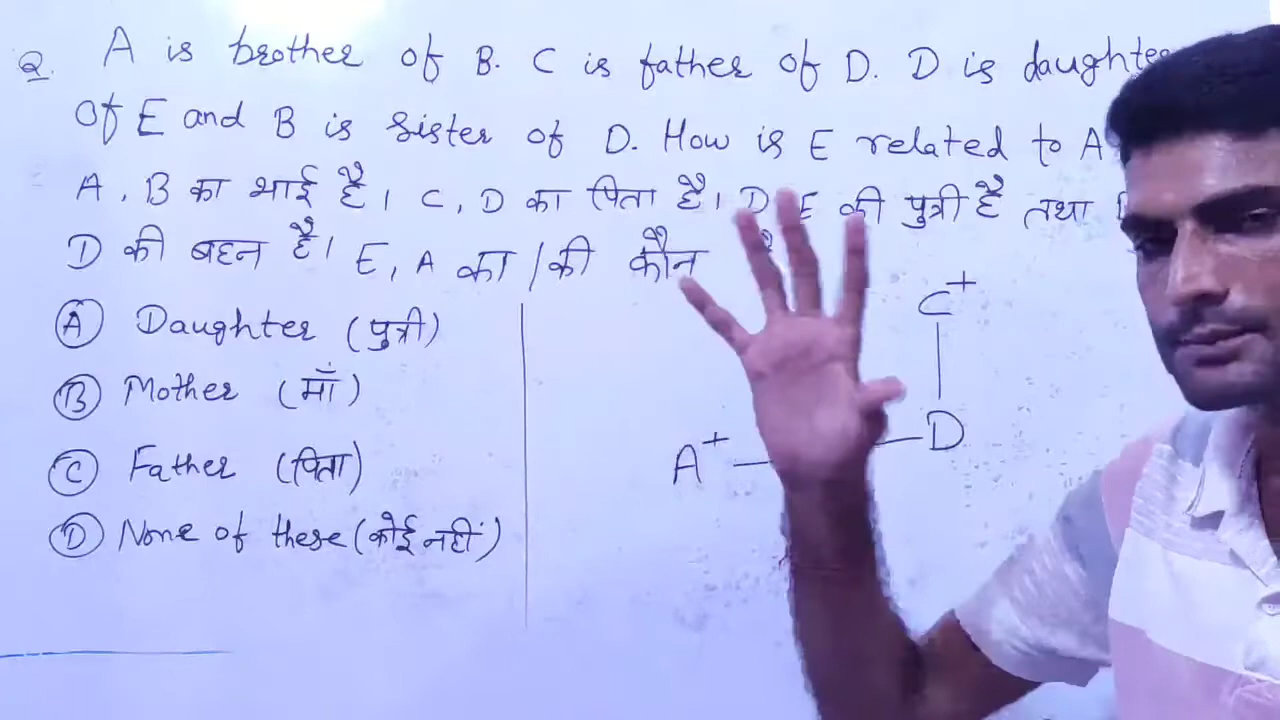 Q. A is brother of B. C is father of D. D is daughter
of E and B is sister of D. How is E related to A
A, B का भाई है। C, D का पिता है। D E की पुत्री है तथा
D की बहन है। E, A का/की कौन
(A) Daughter (पुत्री)
(B) Mother (माँ)
(C) Father (पिता)
(D) None of these (कोई नहीं)
C+
D
A+